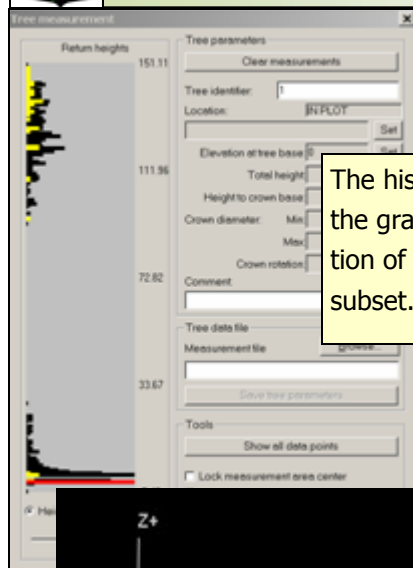 Tree measurement
Return heights
151.11
111.96
72.82
33.67
Tree parameters
Clear measurements
Tree identifier: 1
Location: IN PLOT
Set
Elevation at tree base: 0
Total height:
Height to crown base:
Crown diameter: Min:
Max:
Crown rotation:
Comment:
Tree data file
Measurement file
Browse...
Save tree parameters
Tools
Show all data points
Lock measurement area center
The his
the gra
tion of
subset.
Z+